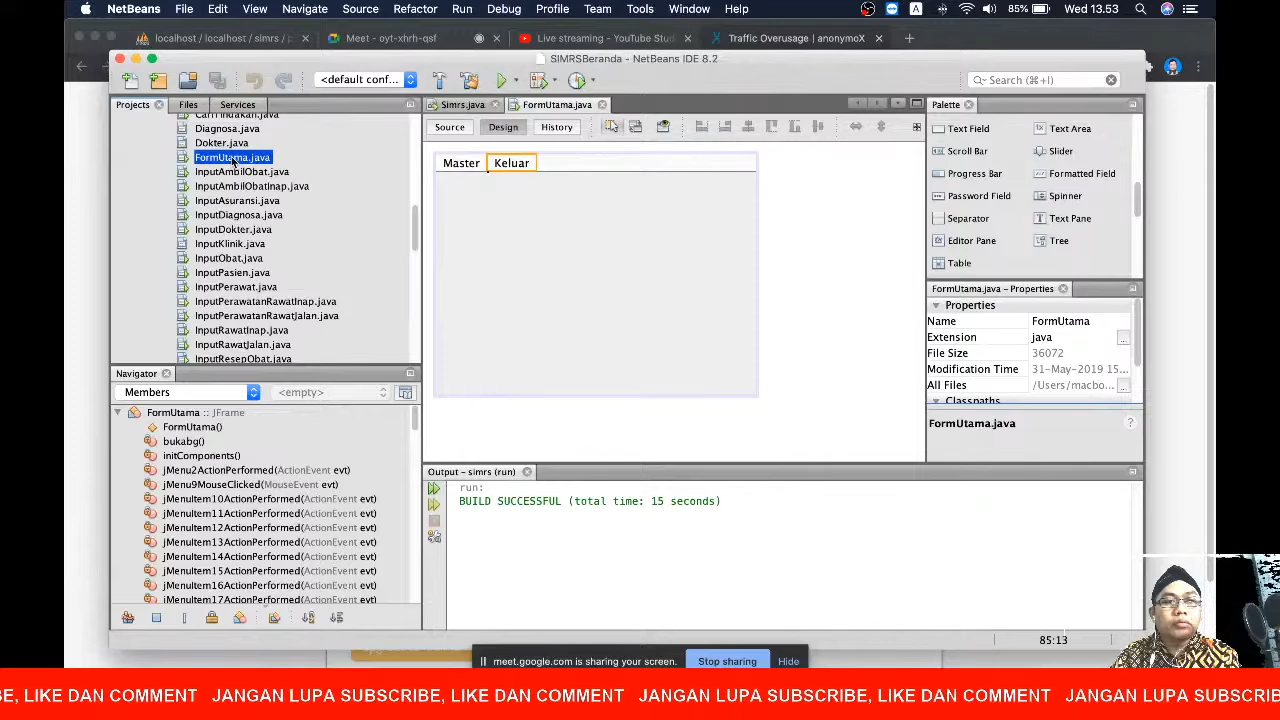 NetBeans File Edit View Navigate Source Refactor Run Debug Profile Team Tools Window Help A 85% Wed 13.53
localhost / localhost / simrs / p Meet - oyt-xhrh-qsf Live streaming - YouTube Stud Traffic Overusage | anonymoX
SIMRSBeranda - NetBeans IDE 8.2
<default conf... Search (⌘+I)
Projects Files Services
CariTindakan.java
Diagnosa.java
Dokter.java
FormUtama.java
InputAmbilObat.java
InputAmbilObatInap.java
InputAsuransi.java
InputDiagnosa.java
InputDokter.java
InputKlinik.java
InputObat.java
InputPasien.java
InputPerawat.java
InputPerawatanRawatInap.java
InputPerawatanRawatJalan.java
InputRawatInap.java
InputRawatJalan.java
InputResepObat.java
Navigator
Members <empty>
FormUtama :: JFrame
FormUtama()
bukabg()
initComponents()
jMenu2ActionPerformed(ActionEvent evt)
jMenu9MouseClicked(MouseEvent evt)
jMenuItem10ActionPerformed(ActionEvent evt)
jMenuItem11ActionPerformed(ActionEvent evt)
jMenuItem12ActionPerformed(ActionEvent evt)
jMenuItem13ActionPerformed(ActionEvent evt)
jMenuItem14ActionPerformed(ActionEvent evt)
jMenuItem15ActionPerformed(ActionEvent evt)
jMenuItem16ActionPerformed(ActionEvent evt)
jMenuItem17ActionPerformed(ActionEvent evt)
Simrs.java FormUtama.java
Source Design History
Master Keluar
Output - simrs (run)
run:
BUILD SUCCESSFUL (total time: 15 seconds)
Palette
Text Field Text Area
Scroll Bar Slider
Progress Bar Formatted Field
Password Field Spinner
Separator Text Pane
Editor Pane Tree
Table
FormUtama.java - Properties
Properties
Name FormUtama
Extension java ...
File Size 36072
Modification Time 31-May-2019 15...
All Files /Users/macbo... ...
Classpaths
FormUtama.java
85:13
meet.google.com is sharing your screen. Stop sharing Hide
BE, LIKE DAN COMMENT JANGAN LUPA SUBSCRIBE, LIKE DAN COMMENT JANGAN LUPA SUBSCRIBE, LIKE DAN COMMENT JANGAN LUPA SUBSCRIB